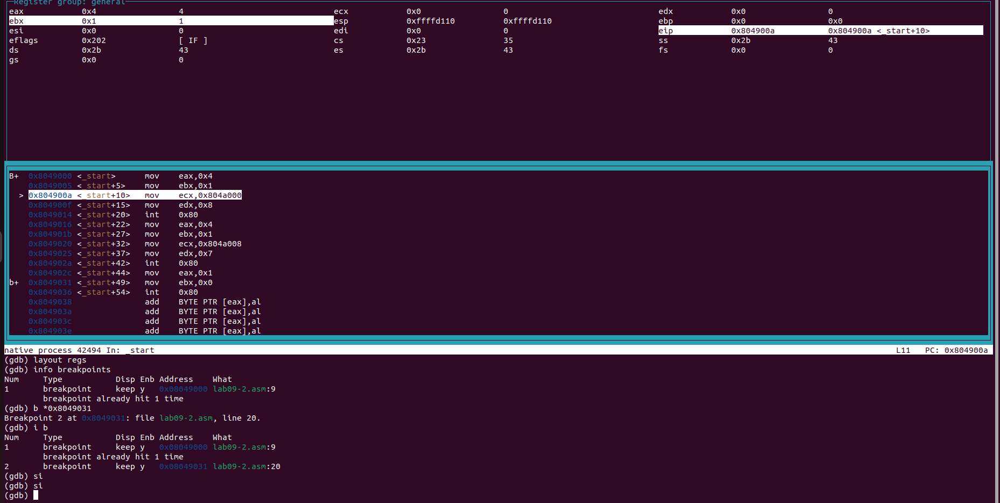 Register group: general
eax 0x4 4 ecx 0x0 0 edx 0x0 0
ebx 0x1 1 esp 0xffffd110 0xffffd110 ebp 0x0 0x0
esi 0x0 0 edi 0x0 0 eip 0x804900a 0x804900a <_start+10>
eflags 0x202 [ IF ] cs 0x23 35 ss 0x2b 43
ds 0x2b 43 es 0x2b 43 fs 0x0 0
gs 0x0 0
B+ 0x8049000 <_start> mov eax,0x4
0x8049005 <_start+5> mov ebx,0x1
> 0x804900a <_start+10> mov ecx,0x804a000
0x804900f <_start+15> mov edx,0x8
0x8049014 <_start+20> int 0x80
0x8049016 <_start+22> mov eax,0x4
0x804901b <_start+27> mov ebx,0x1
0x8049020 <_start+32> mov ecx,0x804a008
0x8049025 <_start+37> mov edx,0x7
0x804902a <_start+42> int 0x80
0x804902c <_start+44> mov eax,0x1
b+ 0x8049031 <_start+49> mov ebx,0x0
0x8049036 <_start+54> int 0x80
0x8049038 add BYTE PTR [eax],al
0x804903a add BYTE PTR [eax],al
0x804903c add BYTE PTR [eax],al
0x804903e add BYTE PTR [eax],al
native process 42494 In: _start L11 PC: 0x804900a
(gdb) layout regs
(gdb) info breakpoints
Num Type Disp Enb Address What
1 breakpoint keep y 0x08049000 lab09-2.asm:9
breakpoint already hit 1 time
(gdb) b *0x8049031
Breakpoint 2 at 0x8049031: file lab09-2.asm, line 20.
(gdb) i b
Num Type Disp Enb Address What
1 breakpoint keep y 0x08049000 lab09-2.asm:9
breakpoint already hit 1 time
2 breakpoint keep y 0x08049031 lab09-2.asm:20
(gdb) si
(gdb) si
(gdb)